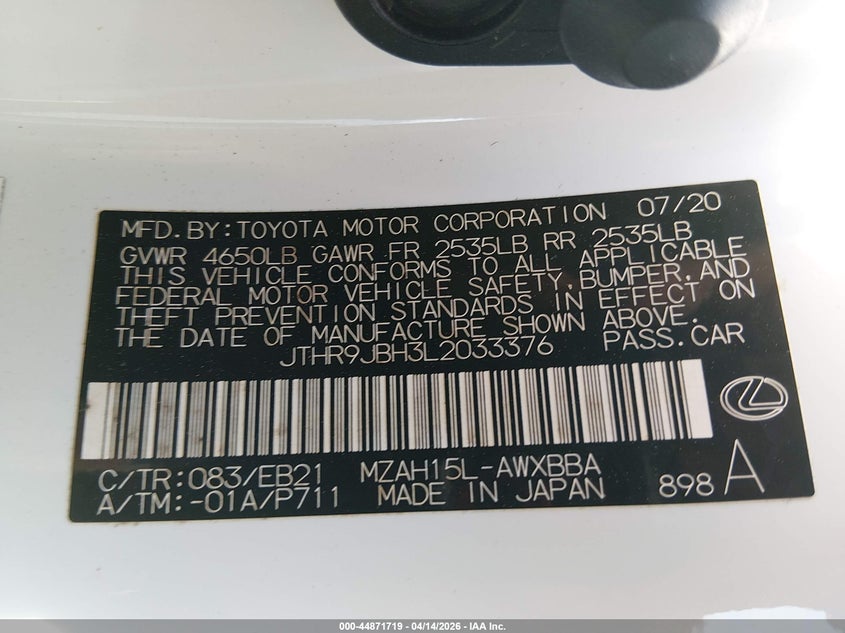 MFD.BY:TOYOTA MOTOR CORPORATION 07/20
GVWR 4650LB GAWR FR 2535LB RR 2535LB
THIS VEHICLE CONFORMS TO ALL APPLICABLE
FEDERAL MOTOR VEHICLE SAFETY,BUMPER,AND
THEFT PREVENTION STANDARDS IN EFFECT ON
THE DATE OF MANUFACTURE SHOWN ABOVE.
JTHR9JBH3L2033376 PASS.CAR
C/TR:083/EB21 MZAH15L-AWXBBA
A/TM:-01A/P711 MADE IN JAPAN 898 A
000-44871719 - 04/14/2026 - IAA Inc.